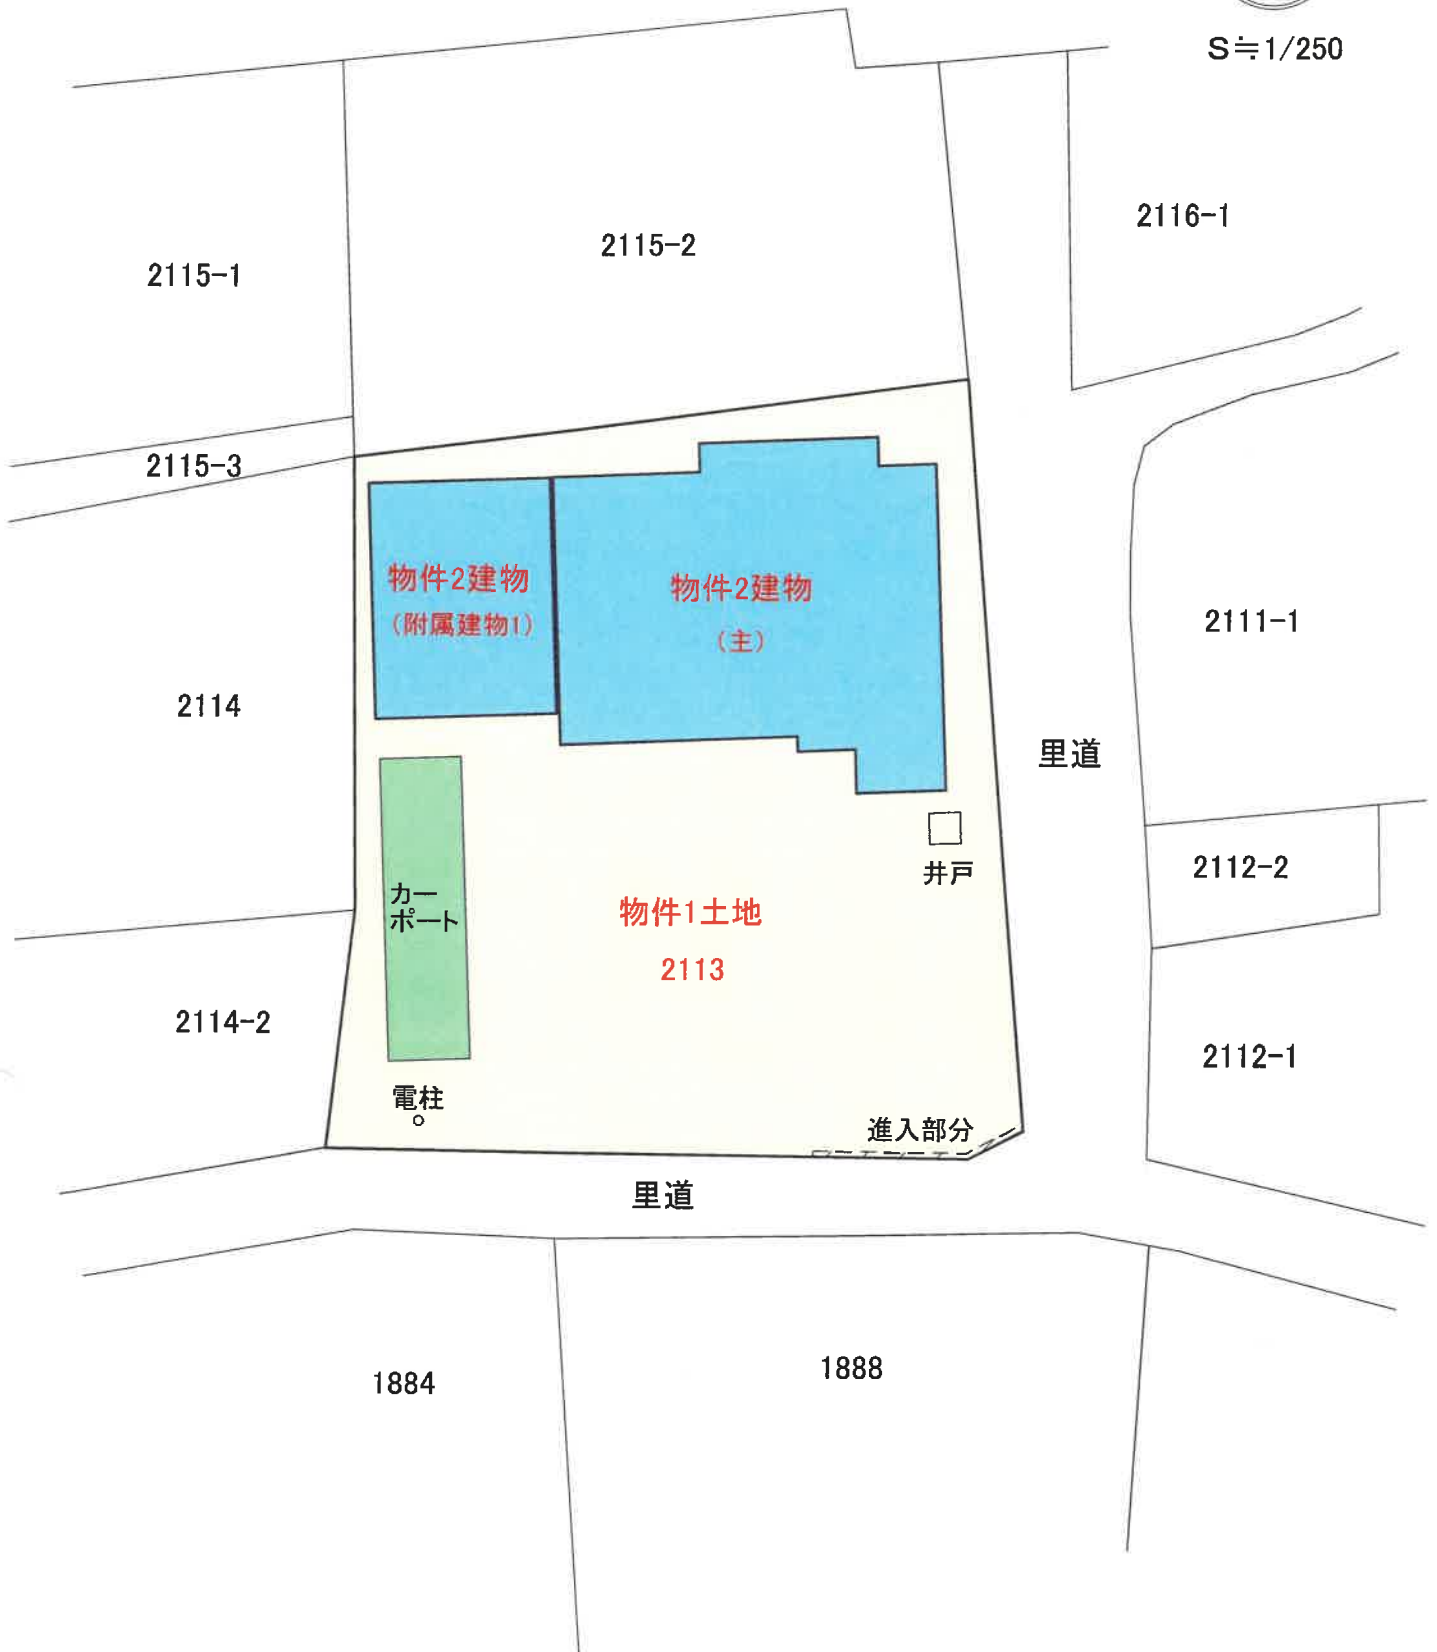 S≒1/250
2116-1
2115-2
2115-1
2115-3
物件2建物
(附属建物1)
物件2建物
(主)
2111-1
2114
里道
井戸
2112-2
カー
ポート
物件1土地
2113
2114-2
2112-1
電柱
進入部分
里道
1884
1888